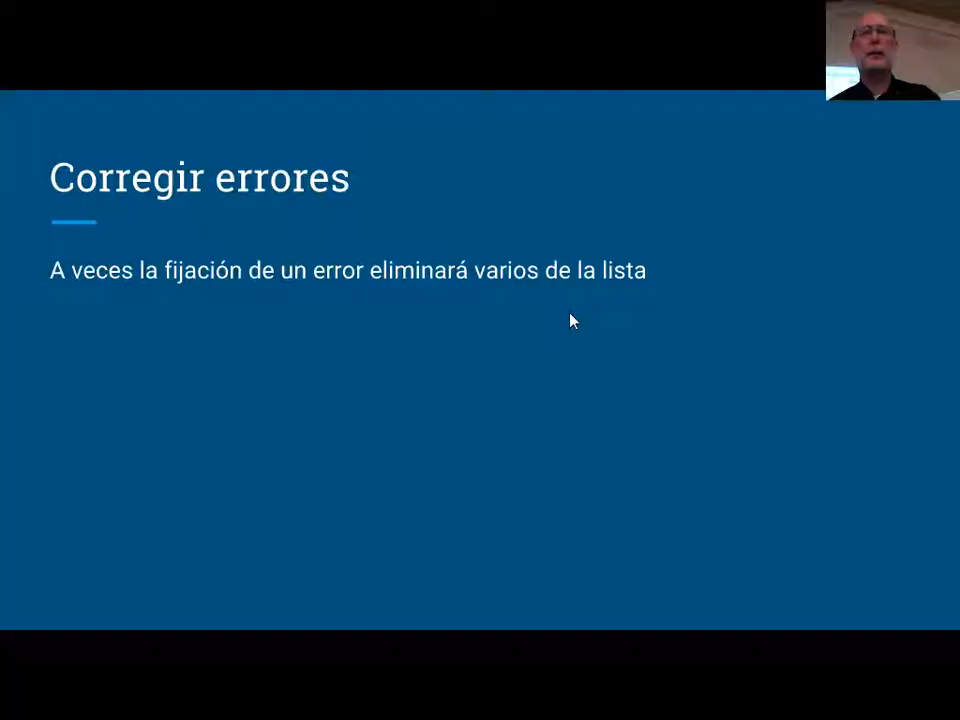 Corregir errores
A veces la fijación de un error eliminará varios de la lista